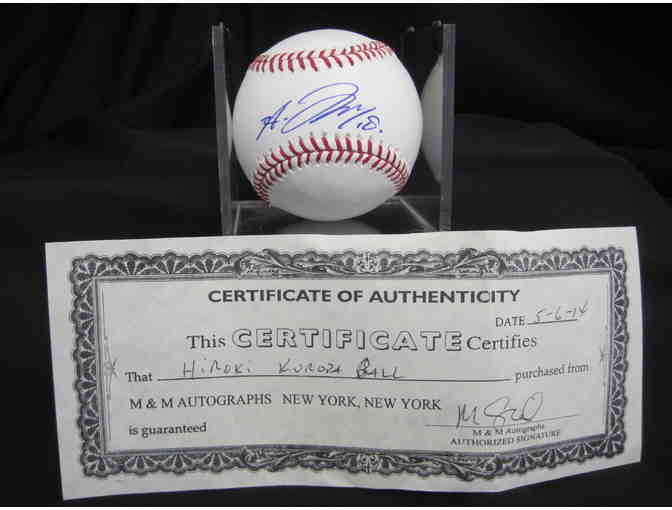 CERTIFICATE OF AUTHENTICITY
DATE 5-6-14
This CERTIFICATE Certifies
That HIROKI KURODA BALL purchased from
M & M AUTOGRAPHS NEW YORK, NEW YORK
is guaranteed
M & M Autographs
AUTHORIZED SIGNATURE